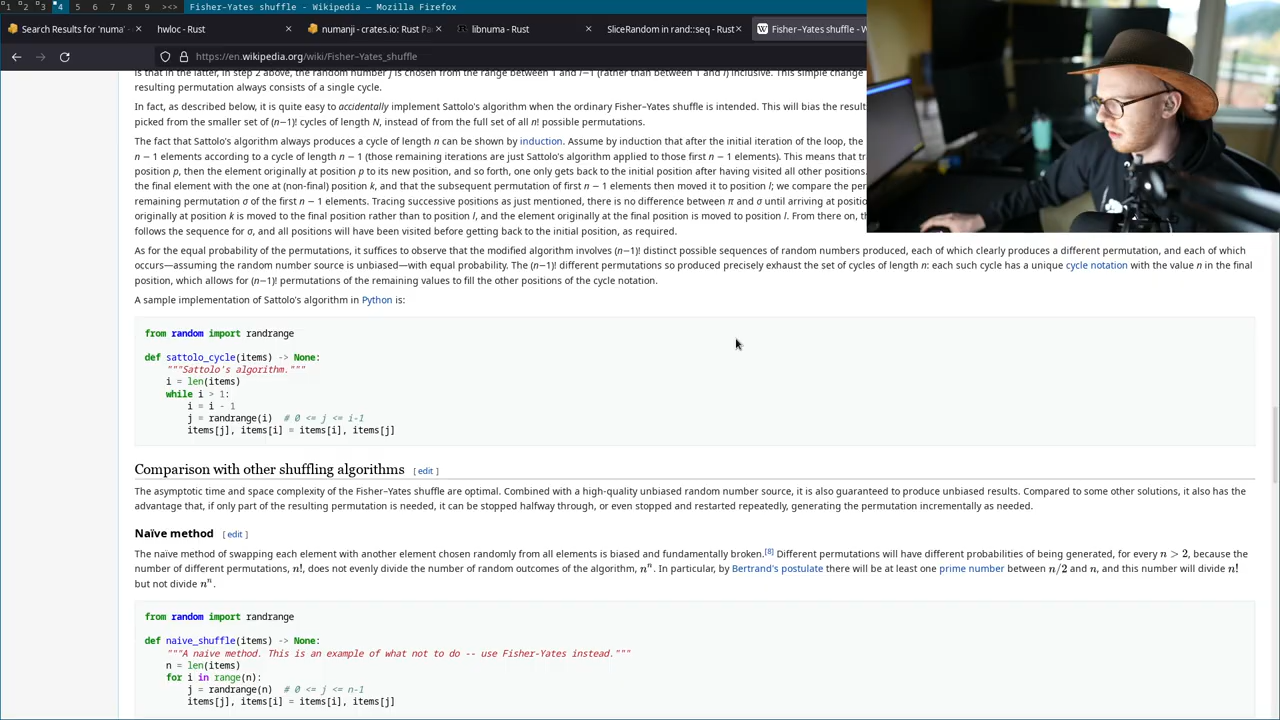 1 2 3 4 5 6 7 8 9 ><> Fisher–Yates shuffle - Wikipedia — Mozilla Firefox
Search Results for 'numa' hwloc - Rust numanji - crates.io: Rust Pa libnuma - Rust SliceRandom in rand::seq - Rust Fisher–Yates shuffle - W
https://en.wikipedia.org/wiki/Fisher–Yates_shuffle
is that in the latter, in step 2 above, the random number j is chosen from the range between 1 and i−1 (rather than between 1 and i) inclusive. This simple change
resulting permutation always consists of a single cycle.
In fact, as described below, it is quite easy to accidentally implement Sattolo's algorithm when the ordinary Fisher–Yates shuffle is intended. This will bias the result
picked from the smaller set of (n−1)! cycles of length N, instead of from the full set of all n! possible permutations.
The fact that Sattolo's algorithm always produces a cycle of length n can be shown by induction. Assume by induction that after the initial iteration of the loop, the
n − 1 elements according to a cycle of length n − 1 (those remaining iterations are just Sattolo's algorithm applied to those first n − 1 elements). This means that tr
position p, then the element originally at position p to its new position, and so forth, one only gets back to the initial position after having visited all other positions.
the final element with the one at (non-final) position k, and that the subsequent permutation of first n − 1 elements then moved it to position l; we compare the per
remaining permutation σ of the first n − 1 elements. Tracing successive positions as just mentioned, there is no difference between π and σ until arriving at positio
originally at position k is moved to the final position rather than to position l, and the element originally at the final position is moved to position l. From there on, th
follows the sequence for σ, and all positions will have been visited before getting back to the initial position, as required.
As for the equal probability of the permutations, it suffices to observe that the modified algorithm involves (n−1)! distinct possible sequences of random numbers produced, each of which clearly produces a different permutation, and each of which
occurs—assuming the random number source is unbiased—with equal probability. The (n−1)! different permutations so produced precisely exhaust the set of cycles of length n: each such cycle has a unique cycle notation with the value n in the final
position, which allows for (n−1)! permutations of the remaining values to fill the other positions of the cycle notation.
A sample implementation of Sattolo's algorithm in Python is:
from random import randrange
def sattolo_cycle(items) -> None:
"""Sattolo's algorithm."""
i = len(items)
while i > 1:
i = i - 1
j = randrange(i)  # 0 <= j <= i-1
items[j], items[i] = items[i], items[j]
Comparison with other shuffling algorithms [ edit ]
The asymptotic time and space complexity of the Fisher–Yates shuffle are optimal. Combined with a high-quality unbiased random number source, it is also guaranteed to produce unbiased results. Compared to some other solutions, it also has the
advantage that, if only part of the resulting permutation is needed, it can be stopped halfway through, or even stopped and restarted repeatedly, generating the permutation incrementally as needed.
Naïve method [ edit ]
The naïve method of swapping each element with another element chosen randomly from all elements is biased and fundamentally broken.[8] Different permutations will have different probabilities of being generated, for every n > 2, because the
number of different permutations, n!, does not evenly divide the number of random outcomes of the algorithm, nⁿ. In particular, by Bertrand's postulate there will be at least one prime number between n/2 and n, and this number will divide n!
but not divide nⁿ.
from random import randrange
def naive_shuffle(items) -> None:
"""A naive method. This is an example of what not to do -- use Fisher-Yates instead."""
n = len(items)
for i in range(n):
j = randrange(n)  # 0 <= j <= n-1
items[j], items[i] = items[i], items[j]